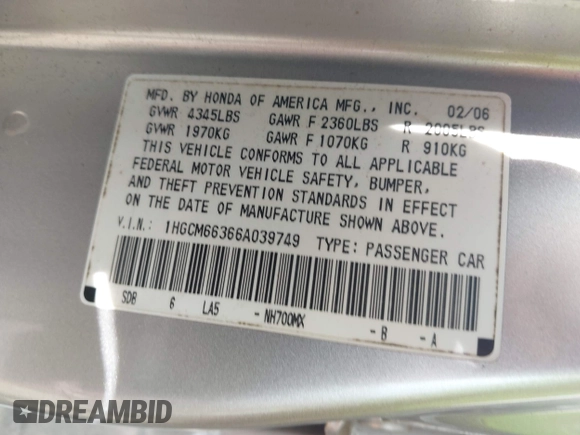 MFD. BY HONDA OF AMERICA MFG., INC. 02/06
GVWR 4345LBS GAWR F 2360LBS R 2005LBS
GVWR 1970KG GAWR F 1070KG R 910KG
THIS VEHICLE CONFORMS TO ALL APPLICABLE
FEDERAL MOTOR VEHICLE SAFETY, BUMPER,
AND THEFT PREVENTION STANDARDS IN EFFECT
ON THE DATE OF MANUFACTURE SHOWN ABOVE.
V.I.N.: 1HGCM66366A039749 TYPE: PASSENGER CAR
SDB 6 LA5 - NH700MX - B - A
DREAMBID